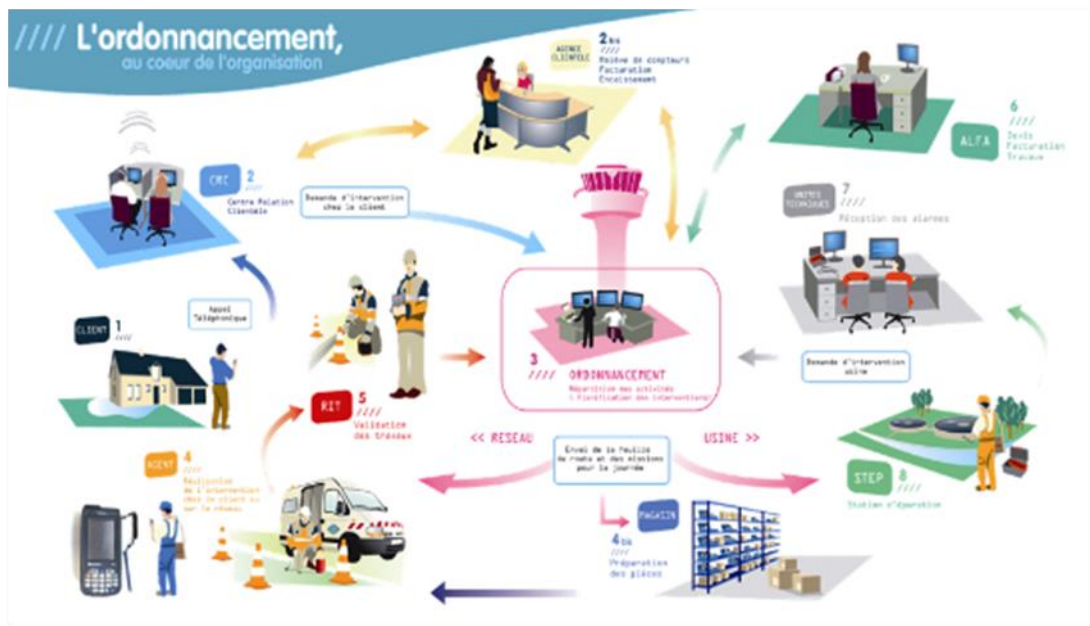 //// L'ordonnancement,
au coeur de l'organisation
AGENCE
CLIENTELE
2 bis
////
Relève de compteurs
Facturation
Encaissement
6
////
ALFA
Devis
Facturation
Travaux
CRC
2
////
Centre Relation
Clientèle
Demande d'intervention
chez le client
UNITES
TECHNIQUES
7
////
Réception des alarmes
Appel
Téléphonique
CLIENT
1
////
3
////
ORDONNANCEMENT
Répartition des activités
(Planification des interventions)
Demande d'intervention
usine
RIT
5
////
Validation
des travaux
<< RESEAU
USINE >>
Envoi de la feuille
de route et des missions
pour la journée
AGENT
4
////
Réalisation
de l'intervention
chez le client ou
sur le réseau
STEP
8
////
Station d'épuration
MAGASIN
4
////
Préparation
des pièces